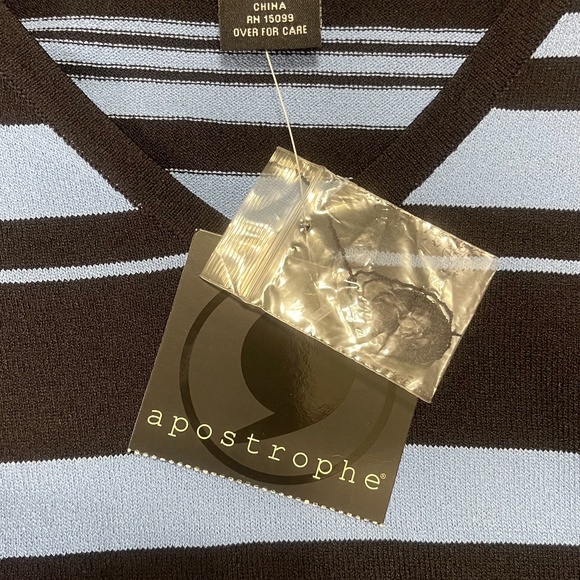 CHINA
RN 15099
OVER FOR CARE
apostrophe®